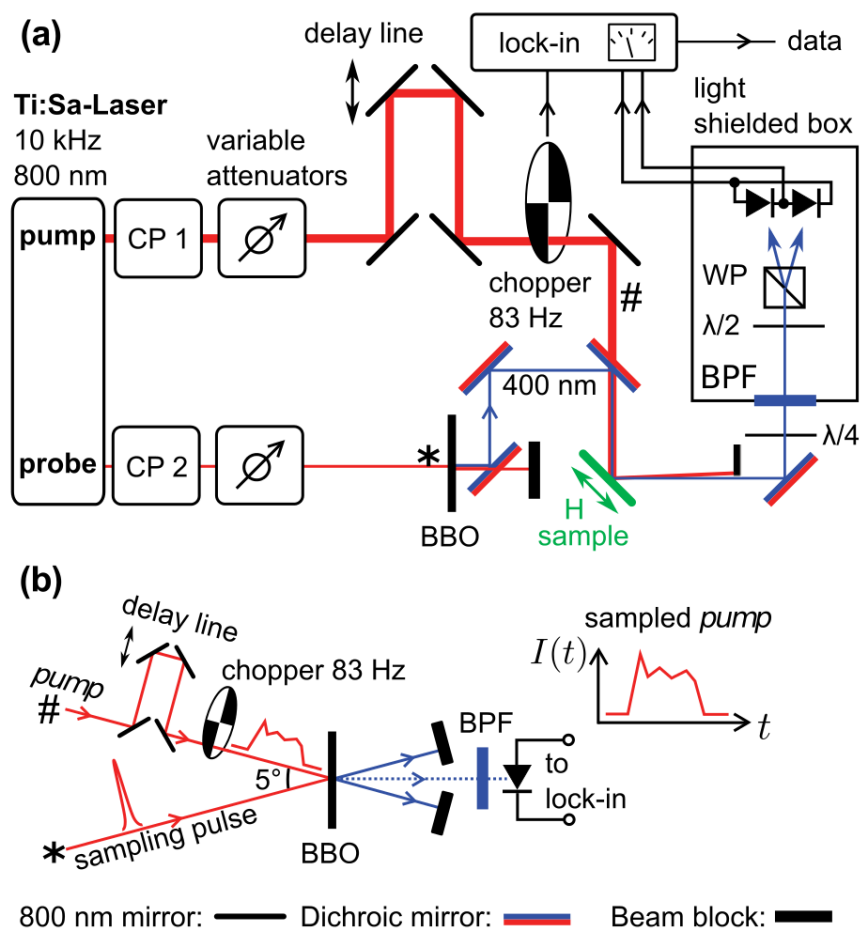 (a)
delay line
lock-in
data
Ti:Sa-Laser
10 kHz
800 nm
variable
attenuators
light
shielded box
pump
CP 1
chopper
83 Hz
#
WP
λ/2
BPF
400 nm
λ/4
probe
CP 2
*
BBO
H
sample
(b)
delay line
pump
#
chopper 83 Hz
sampled pump
I(t)
t
BPF
5°
to
lock-in
sampling pulse
*
BBO
800 nm mirror:
Dichroic mirror:
Beam block: